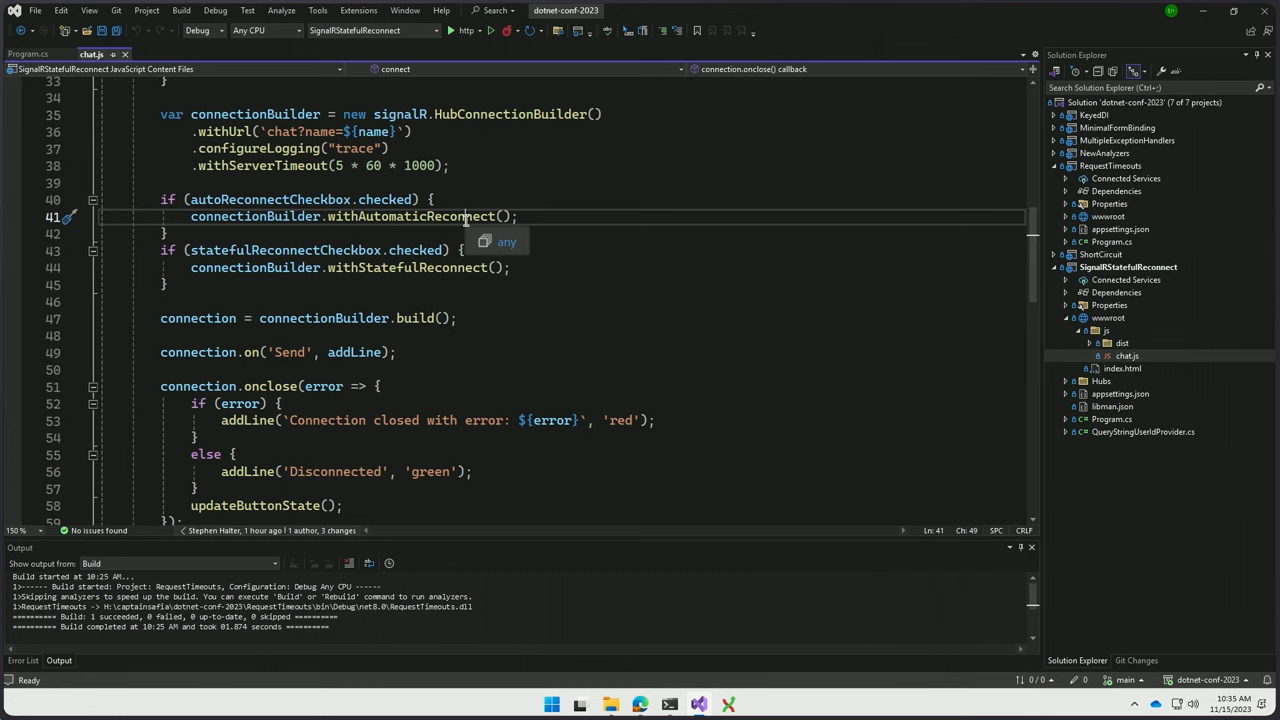 File Edit View Git Project Build Debug Test Analyze Tools Extensions Window Help Search dotnet-conf-2023 SH
Debug Any CPU SignalRStatefulReconnect http
Program.cs chat.js
SignalRStatefulReconnect JavaScript Content Files connect connection.onclose() callback
33 }
34
35 var connectionBuilder = new signalR.HubConnectionBuilder()
36 .withUrl(`chat?name=${name}`)
37 .configureLogging("trace")
38 .withServerTimeout(5 * 60 * 1000);
39
40 if (autoReconnectCheckbox.checked) {
41 connectionBuilder.withAutomaticReconnect();
42 }
any
43 if (statefulReconnectCheckbox.checked) {
44 connectionBuilder.withStatefulReconnect();
45 }
46
47 connection = connectionBuilder.build();
48
49 connection.on('Send', addLine);
50
51 connection.onclose(error => {
52 if (error) {
53 addLine(`Connection closed with error: ${error}`, 'red');
54 }
55 else {
56 addLine('Disconnected', 'green');
57 }
58 updateButtonState();
59 });
150 % No issues found Stephen Halter, 1 hour ago | 1 author, 3 changes Ln: 41 Ch: 49 SPC CRLF
Output
Show output from: Build
Build started at 10:25 AM...
1>------ Build started: Project: RequestTimeouts, Configuration: Debug Any CPU ------
1>Skipping analyzers to speed up the build. You can execute 'Build' or 'Rebuild' command to run analyzers.
1>RequestTimeouts -> H:\captainsafia\dotnet-conf-2023\RequestTimeouts\bin\Debug\net8.0\RequestTimeouts.dll
========== Build: 1 succeeded, 0 failed, 0 up-to-date, 0 skipped ==========
========== Build completed at 10:25 AM and took 01.874 seconds ==========
Error List Output
Solution Explorer
Search Solution Explorer (Ctrl+;)
Solution 'dotnet-conf-2023' (7 of 7 projects)
KeyedDI
MinimalFormBinding
MultipleExceptionHandlers
NewAnalyzers
RequestTimeouts
Connected Services
Dependencies
Properties
wwwroot
appsettings.json
Program.cs
ShortCircuit
SignalRStatefulReconnect
Connected Services
Dependencies
Properties
wwwroot
js
dist
JS chat.js
index.html
Hubs
appsettings.json
libman.json
Program.cs
QueryStringUserIdProvider.cs
Solution Explorer Git Changes
Ready 0 / 0 0 main dotnet-conf-2023
10:35 AM
11/15/2023